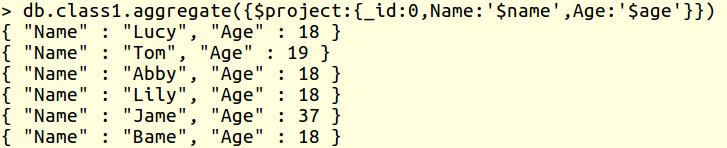 > db.class1.aggregate({$project:{_id:0,Name:'$name',Age:'$age'}})
{ "Name" : "Lucy", "Age" : 18 }
{ "Name" : "Tom", "Age" : 19 }
{ "Name" : "Abby", "Age" : 18 }
{ "Name" : "Lily", "Age" : 18 }
{ "Name" : "Jame", "Age" : 37 }
{ "Name" : "Bame", "Age" : 18 }